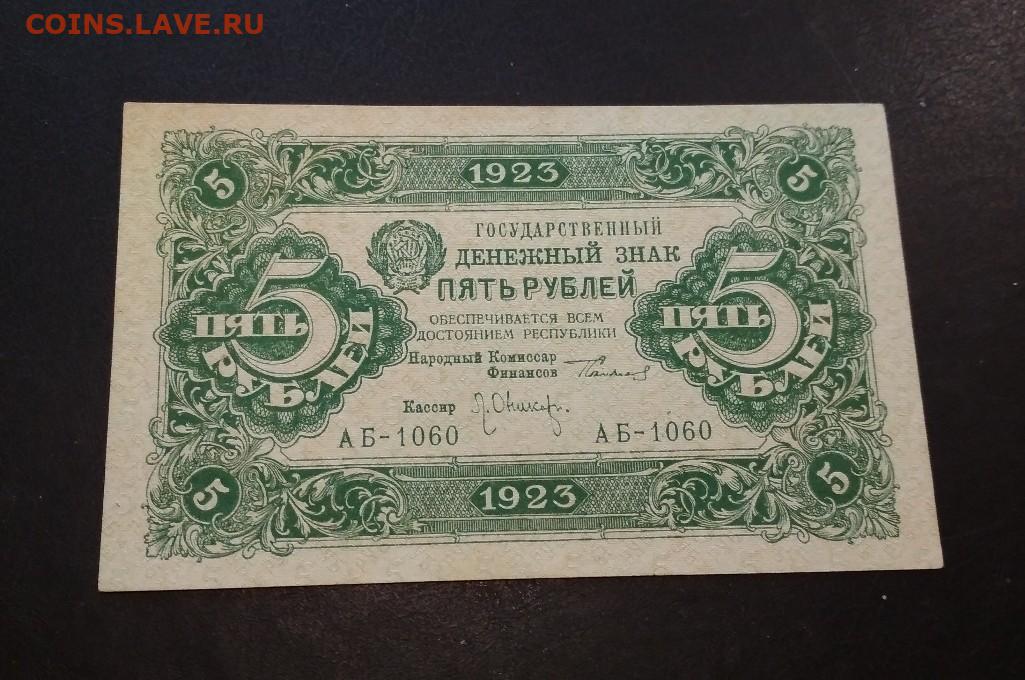 COINS.LAVE.RU
5 1923 5
ГОСУДАРСТВЕННЫЙ
ДЕНЕЖНЫЙ ЗНАК
ПЯТЬ РУБЛЕЙ
ОБЕСПЕЧИВАЕТСЯ ВСЕМ
ДОСТОЯНИЕМ РЕСПУБЛИКИ
5 ПЯТЬ РУБЛЕЙ
5 ПЯТЬ РУБЛЕЙ
Народный Комиссар
Финансов
Кассир
АБ-1060 АБ-1060
5 1923 5